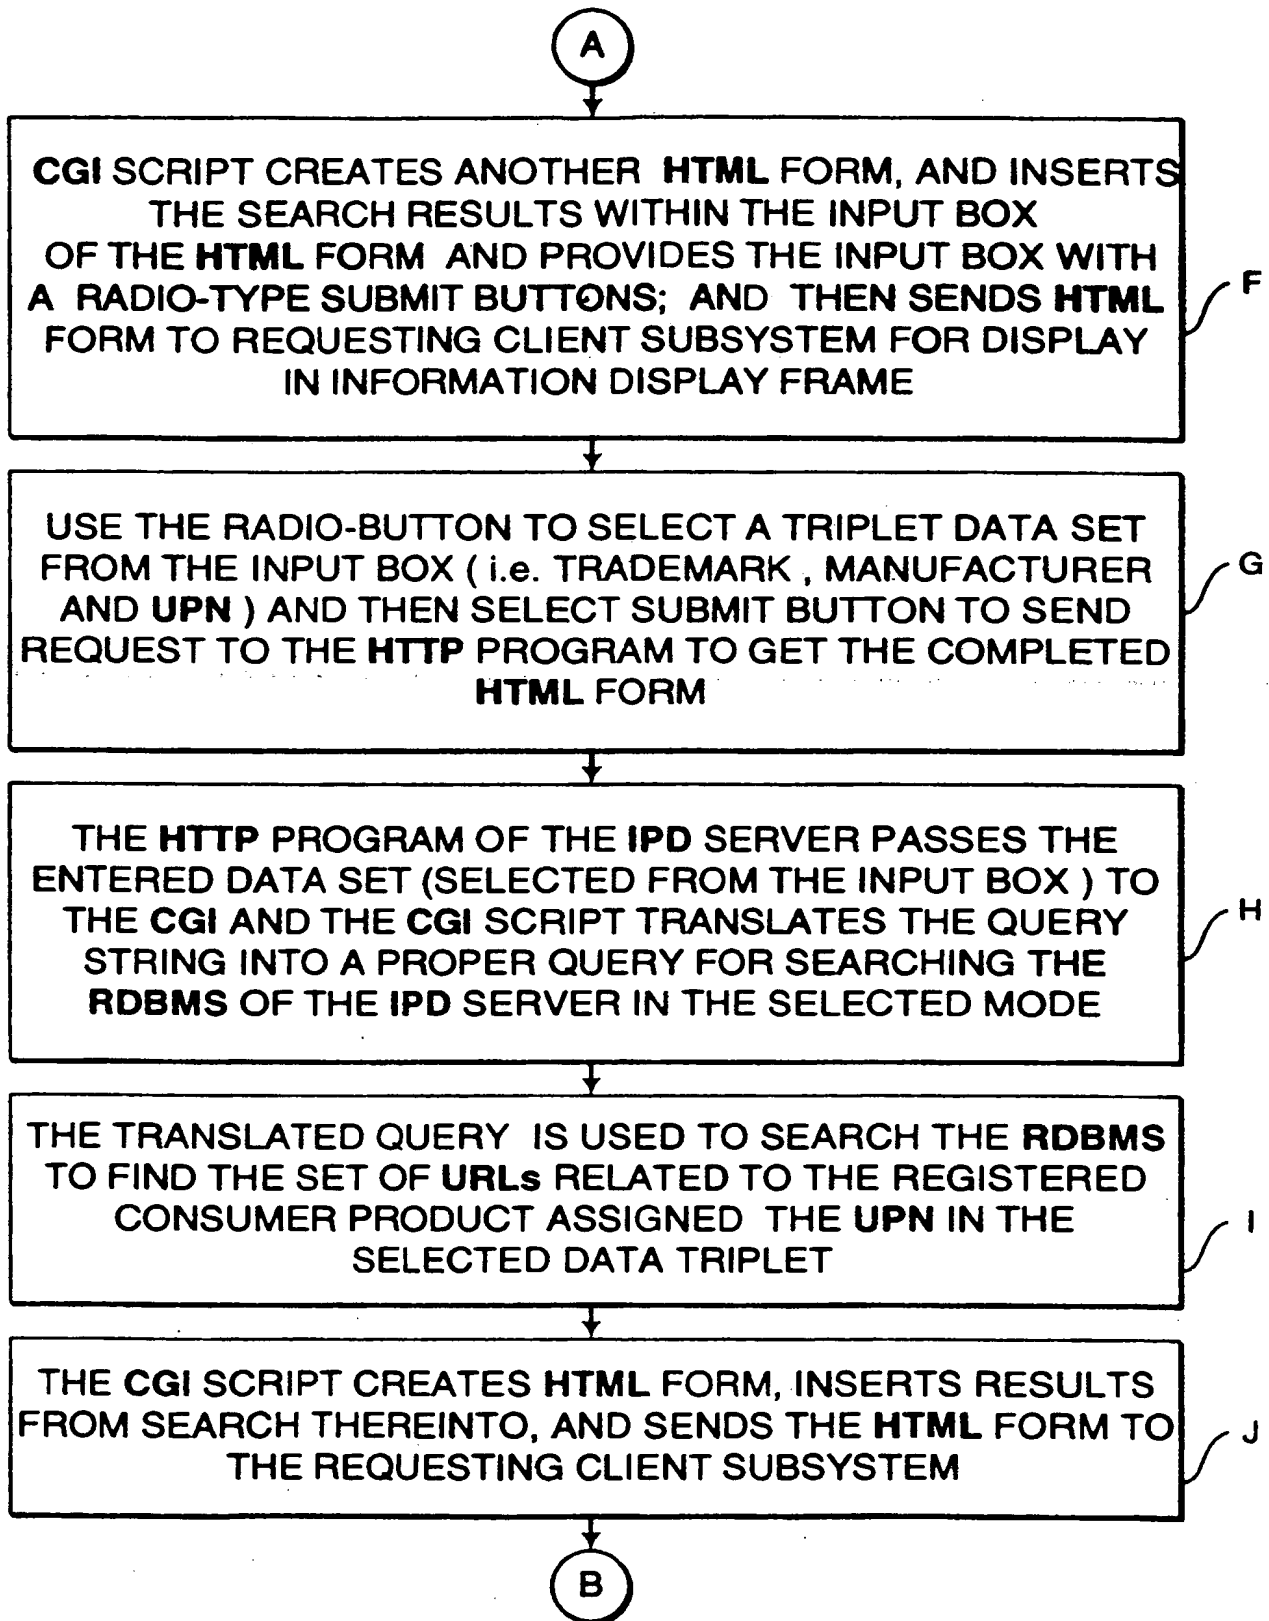 A
CGI SCRIPT CREATES ANOTHER HTML FORM, AND INSERTS
THE SEARCH RESULTS WITHIN THE INPUT BOX
OF THE HTML FORM AND PROVIDES THE INPUT BOX WITH
A RADIO-TYPE SUBMIT BUTTONS; AND THEN SENDS HTML
FORM TO REQUESTING CLIENT SUBSYSTEM FOR DISPLAY
IN INFORMATION DISPLAY FRAME
F
USE THE RADIO-BUTTON TO SELECT A TRIPLET DATA SET
FROM THE INPUT BOX ( i.e. TRADEMARK , MANUFACTURER
AND UPN ) AND THEN SELECT SUBMIT BUTTON TO SEND
REQUEST TO THE HTTP PROGRAM TO GET THE COMPLETED
HTML FORM
G
THE HTTP PROGRAM OF THE IPD SERVER PASSES THE
ENTERED DATA SET (SELECTED FROM THE INPUT BOX ) TO
THE CGI AND THE CGI SCRIPT TRANSLATES THE QUERY
STRING INTO A PROPER QUERY FOR SEARCHING THE
RDBMS OF THE IPD SERVER IN THE SELECTED MODE
H
THE TRANSLATED QUERY IS USED TO SEARCH THE RDBMS
TO FIND THE SET OF URLs RELATED TO THE REGISTERED
CONSUMER PRODUCT ASSIGNED THE UPN IN THE
SELECTED DATA TRIPLET
I
THE CGI SCRIPT CREATES HTML FORM, INSERTS RESULTS
FROM SEARCH THEREINTO, AND SENDS THE HTML FORM TO
THE REQUESTING CLIENT SUBSYSTEM
J
B